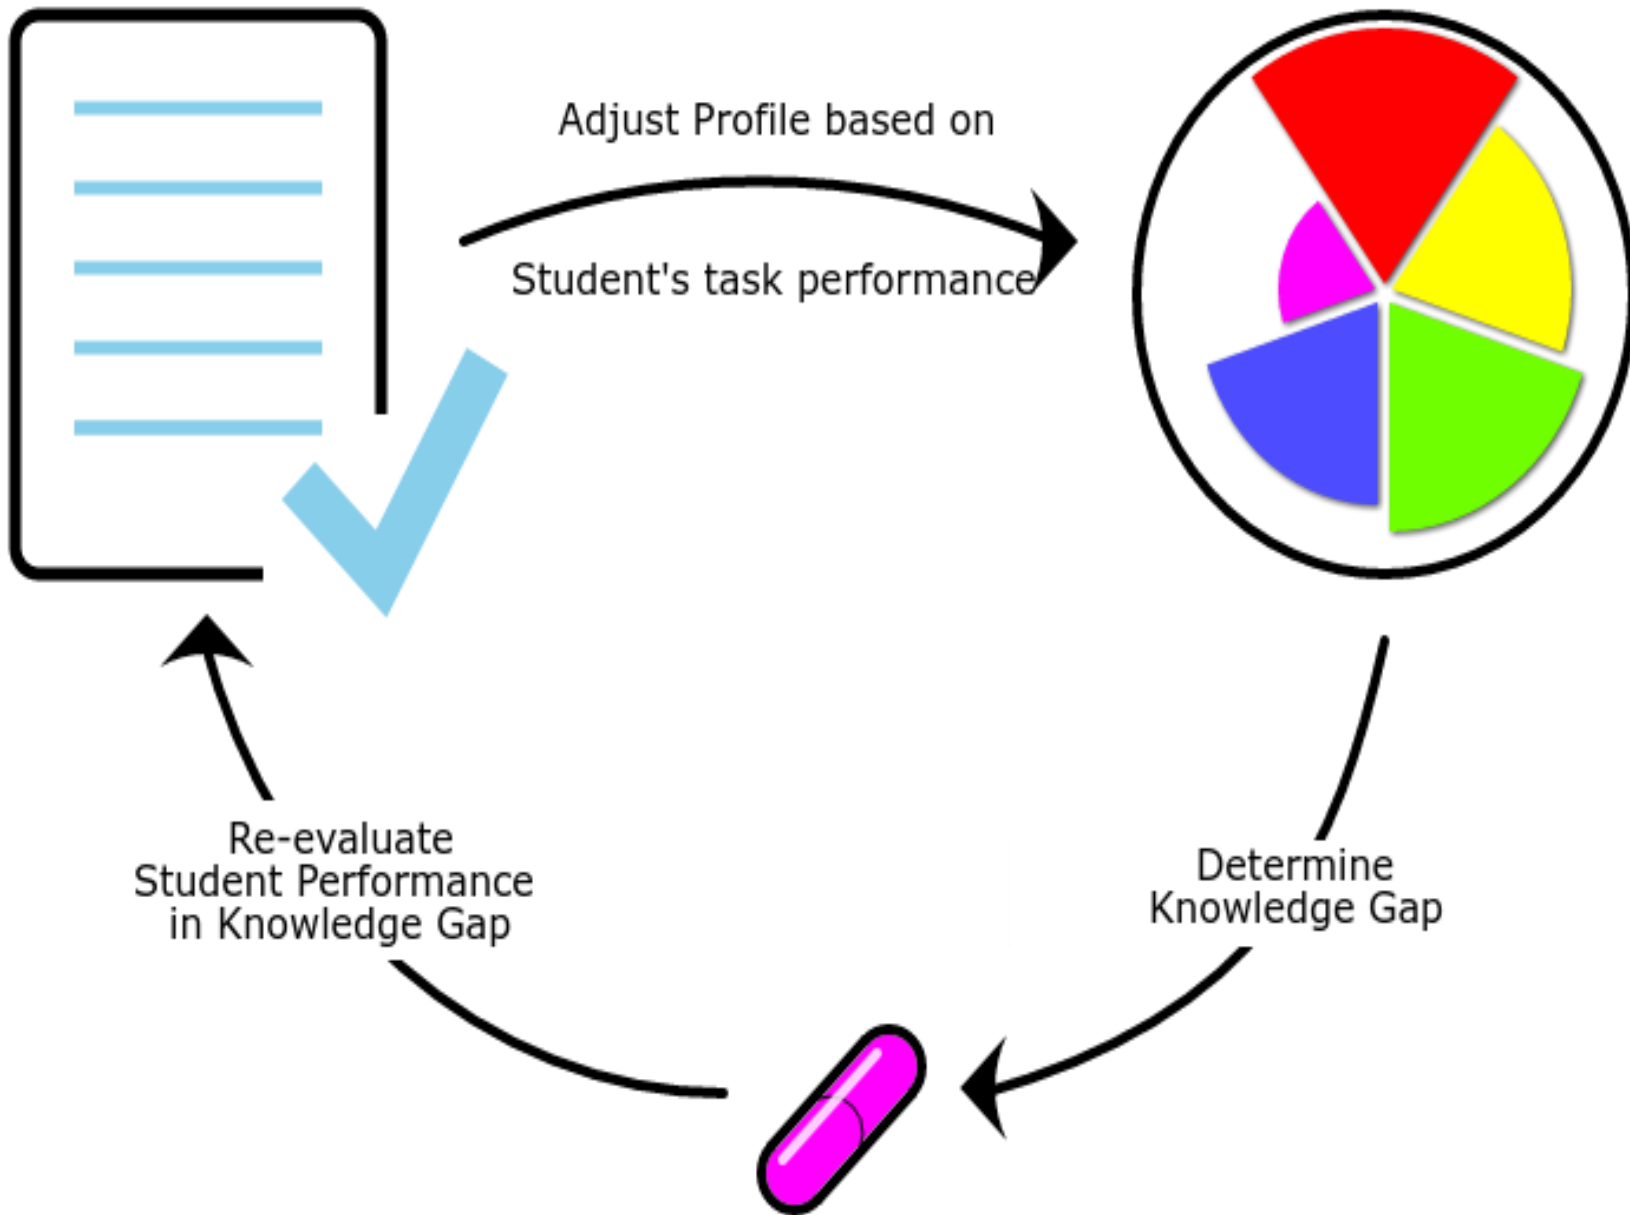 Adjust Profile based on
Student's task performance
Re-evaluate
Student Performance
in Knowledge Gap
Determine
Knowledge Gap